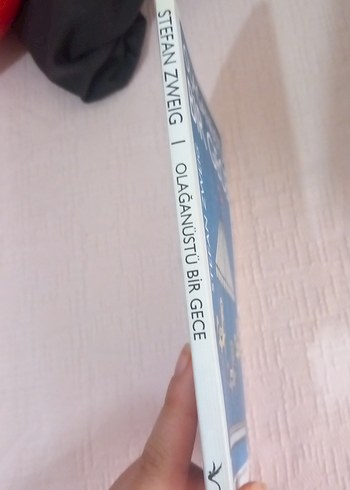 STEFAN ZWEIG | OLAĞANÜSTÜ BİR GECE